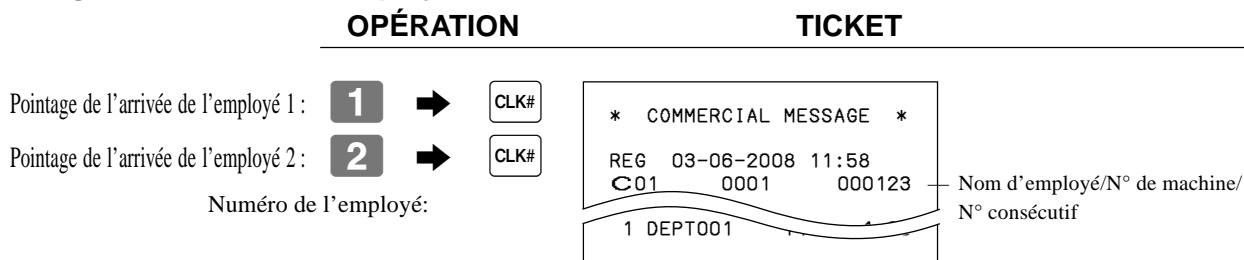 OPÉRATION TICKET
Pointage de l'arrivée de l'employé 1 : 1 CLK#
Pointage de l'arrivée de l'employé 2 : 2 CLK#
Numéro de l'employé:
* COMMERCIAL MESSAGE *
REG 03-06-2008 11:58
C01 0001 000123
Nom d'employé/N° de machine/
N° consécutif
1 DEPT001